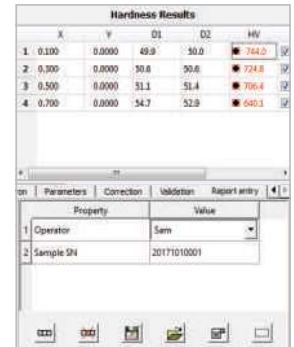 Hardness Results
X Y D1 D2 HV
1 0.100 0.0000 49.9 50.0 744.0
2 0.300 0.0000 50.6 50.6 724.8
3 0.500 0.0000 51.1 51.4 706.4
4 0.700 0.0000 54.7 52.9 640.1
on Parameters Correction Validation Report entry
Property Value
1 Operator Sam
2 Sample SN 20171010001